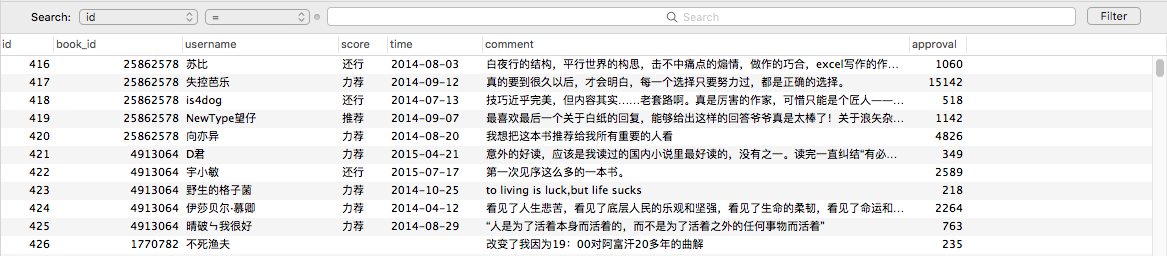 Search: id = Search Filter
id book_id username score time comment approval
416 25862578 苏比 还行 2014-08-03 白夜行的结构，平行世界的构思，击不中痛点的煽情，做作的巧合，excel写作的作... 1060
417 25862578 失控芭乐 力荐 2014-09-12 真的要到很久以后，才会明白，每一个选择只要努力过，都是正确的选择。 15142
418 25862578 is4dog 还行 2014-07-13 技巧近乎完美，但内容其实……老套路啊。真是厉害的作家，可惜只能是个匠人——... 518
419 25862578 NewType望仔 推荐 2014-09-07 最喜欢最后一个关于白纸的回复，能够给出这样的回答爷爷真是太棒了！关于浪矢杂... 1142
420 25862578 向亦异 力荐 2014-08-20 我想把这本书推荐给我所有重要的人看 4826
421 4913064 D君 力荐 2015-04-21 意外的好读，应该是我读过的国内小说里最好读的，没有之一。读完一直纠结“有必... 349
422 4913064 宇小敏 还行 2015-07-17 第一次见序这么多的一本书。 2589
423 4913064 野生的格子菌 力荐 2014-10-25 to living is luck,but life sucks 218
424 4913064 伊莎贝尔·慕卿 力荐 2014-04-12 看见了人生悲苦，看见了底层人民的乐观和坚强，看见了生命的柔韧，看见了命运和... 2264
425 4913064 晴破ㄣ我很好 力荐 2014-08-29 “人是为了活着本身而活着的，而不是为了活着之外的任何事物而活着” 763
426 1770782 不死渔夫 改变了我因为19：00对阿富汗20多年的曲解 235